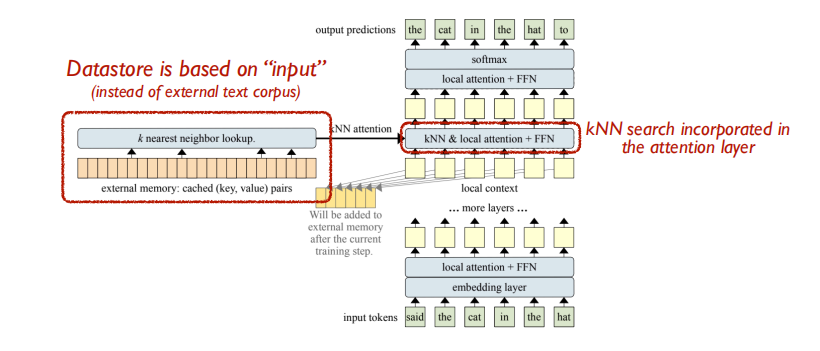 output predictions
the cat in the hat to
softmax
local attention + FFN
Datastore is based on “input”
(instead of external text corpus)
kNN attention
k nearest neighbor lookup.
kNN & local attention + FFN
kNN search incorporated in
the attention layer
external memory: cached (key, value) pairs
local context
Will be added to
external memory
after the current
training step.
... more layers ...
local attention + FFN
embedding layer
input tokens
said the cat in the hat